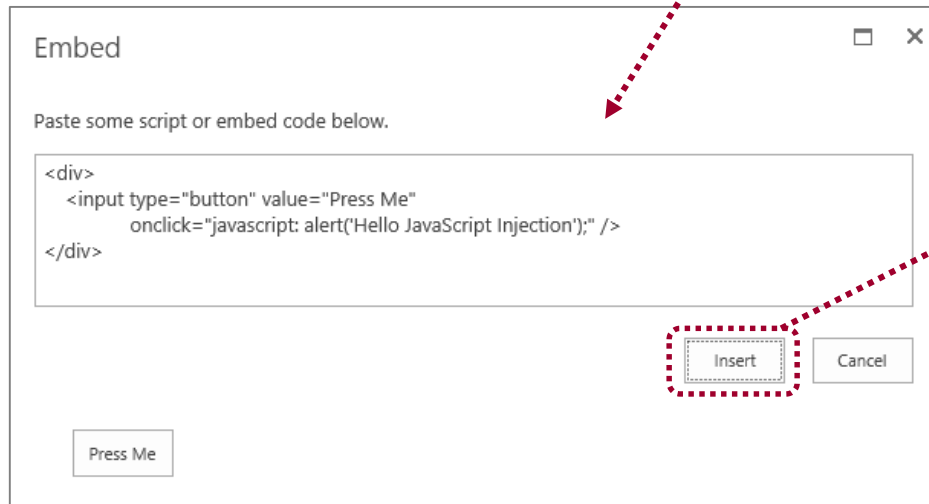 Embed
Paste some script or embed code below.
<div>
<input type="button" value="Press Me"
onclick="javascript: alert('Hello JavaScript Injection');" />
</div>
Insert
Cancel
Press Me